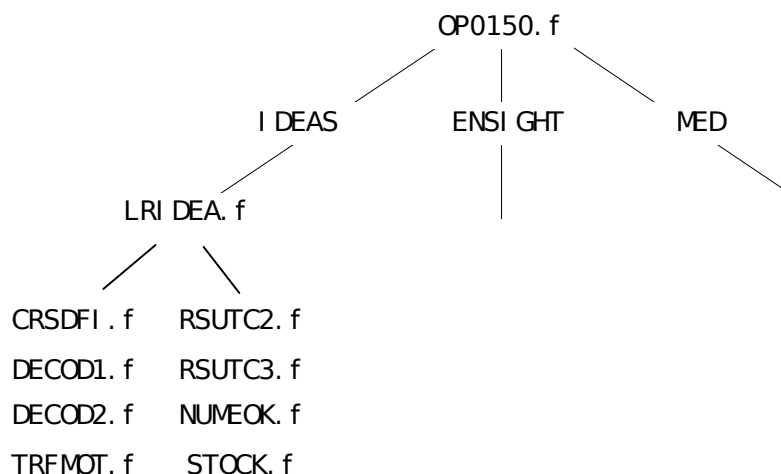 OP0150.f
IDEAS ENSIGHT MED
LRIDEA.f
CRSDFI.f RSUTC2.f
DECOD1.f RSUTC3.f
DECOD2.f NUMEOK.f
TRFMOT.f STOCK.f